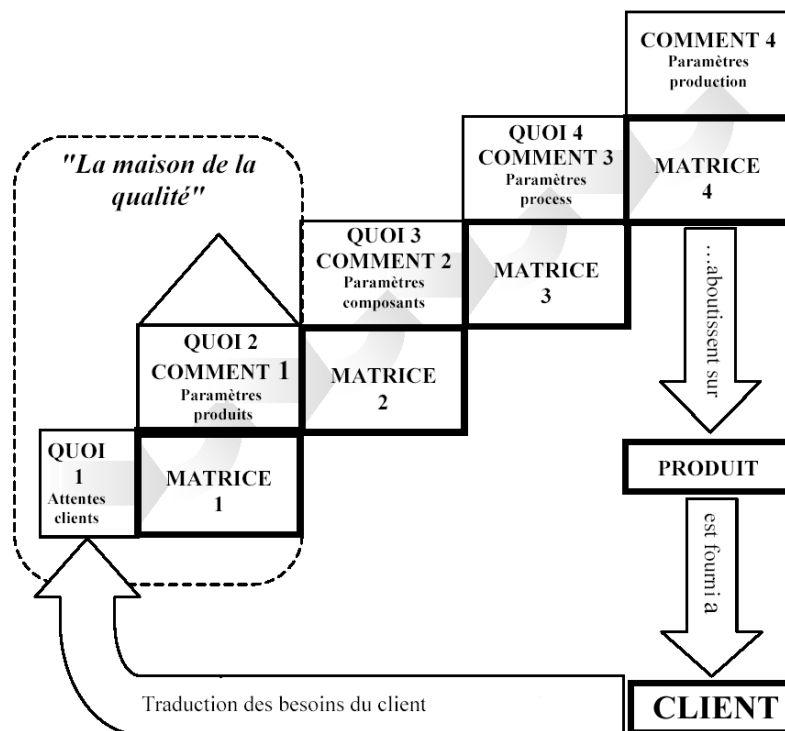 COMMENT 4
Paramètres
production
QUOI 4
COMMENT 3
Paramètres
process
MATRICE
4
"La maison de la
qualité"
QUOI 3
COMMENT 2
Paramètres
composants
MATRICE
3
...aboutissent sur
QUOI 2
COMMENT 1
Paramètres
produits
MATRICE
2
QUOI
1
Attentes
clients
MATRICE
1
PRODUIT
est fourni a
Traduction des besoins du client
CLIENT